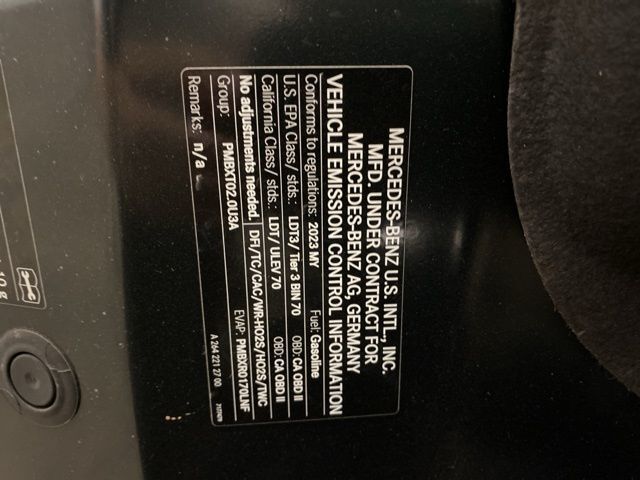 MERCEDES-BENZ U.S. INTL., INC.
MFD. UNDER CONTRACT FOR
MERCEDES-BENZ AG, GERMANY
VEHICLE EMISSION CONTROL INFORMATION
Conforms to regulations: 2023 MY Fuel: Gasoline
U.S. EPA Class/ stds.: LDT3/ Tier 3 BIN 70 OBD: CA OBD II
California Class/ stds.: LDT/ ULEV 70 OBD: CA OBD II
No adjustments needed. DFI/TC/CAC/WR-HO2S/HO2S/TWC
Group: PMBXT02.0U3A EVAP: PMBXR0170LNF
Remarks: n/a
A 264 221 27 00
10 g